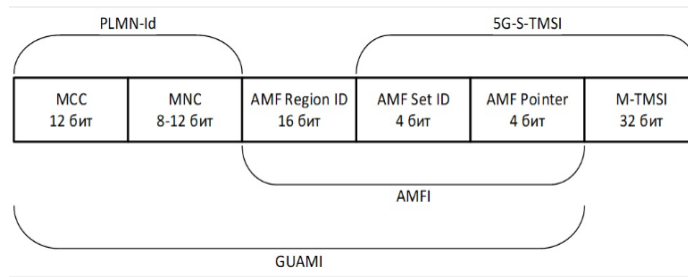 PLMN-Id
5G-S-TMSI
MCC
12 бит
MNC
8-12 бит
AMF Region ID
16 бит
AMF Set ID
4 бит
AMF Pointer
4 бит
M-TMSI
32 бит
AMFI
GUAMI